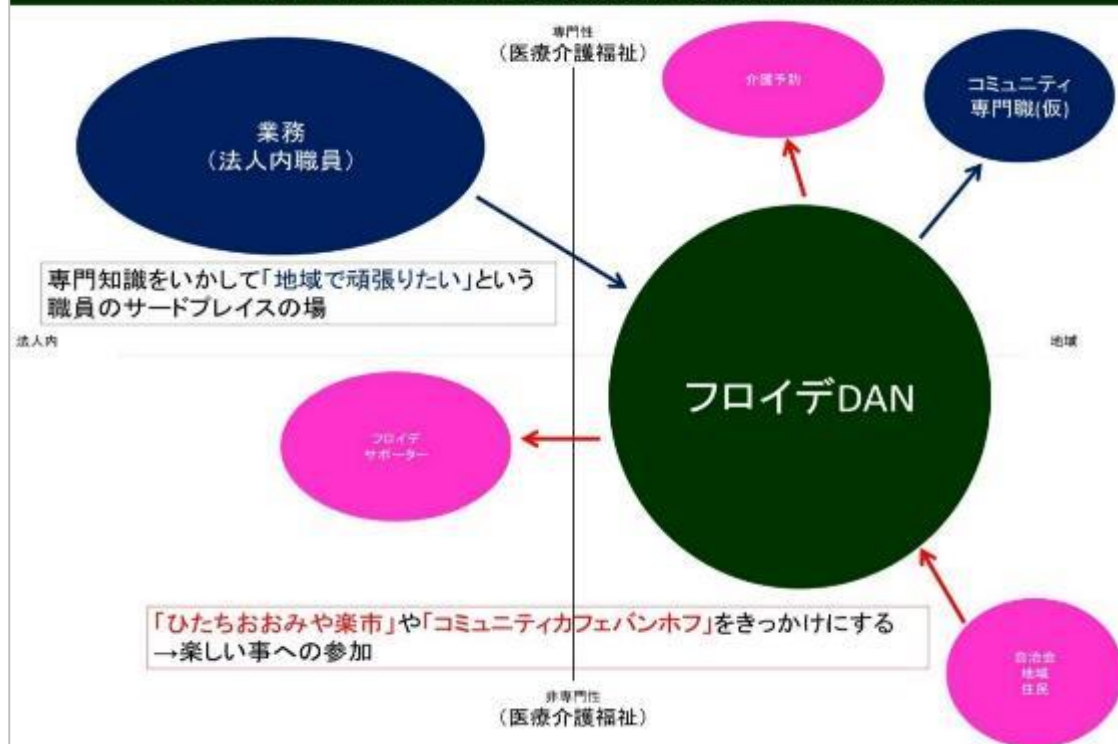 専門性
（医療介護福祉）
介護予防
コミュニティ
専門職(仮)
業務
（法人内職員）
専門知識をいかして「地域で頑張りたい」という
職員のサードプレイスの場
法人内
地域
フロイデDAN
フロイデ
サポーター
「ひたちおおみや楽市」や「コミュニティカフェバンホフ」をきっかけにする
→楽しい事への参加
自治会
地域
住民
非専門性
（医療介護福祉）